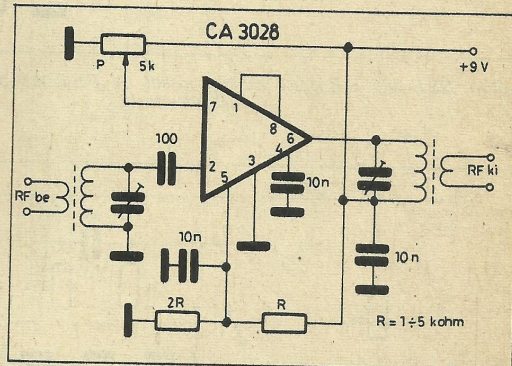 CA 3028
P 5k
+9 V
7
1
8
6
4
100
2
3
5
10n
RF be
RF ki
10n
10n
2R
R
R = 1÷5 kohm